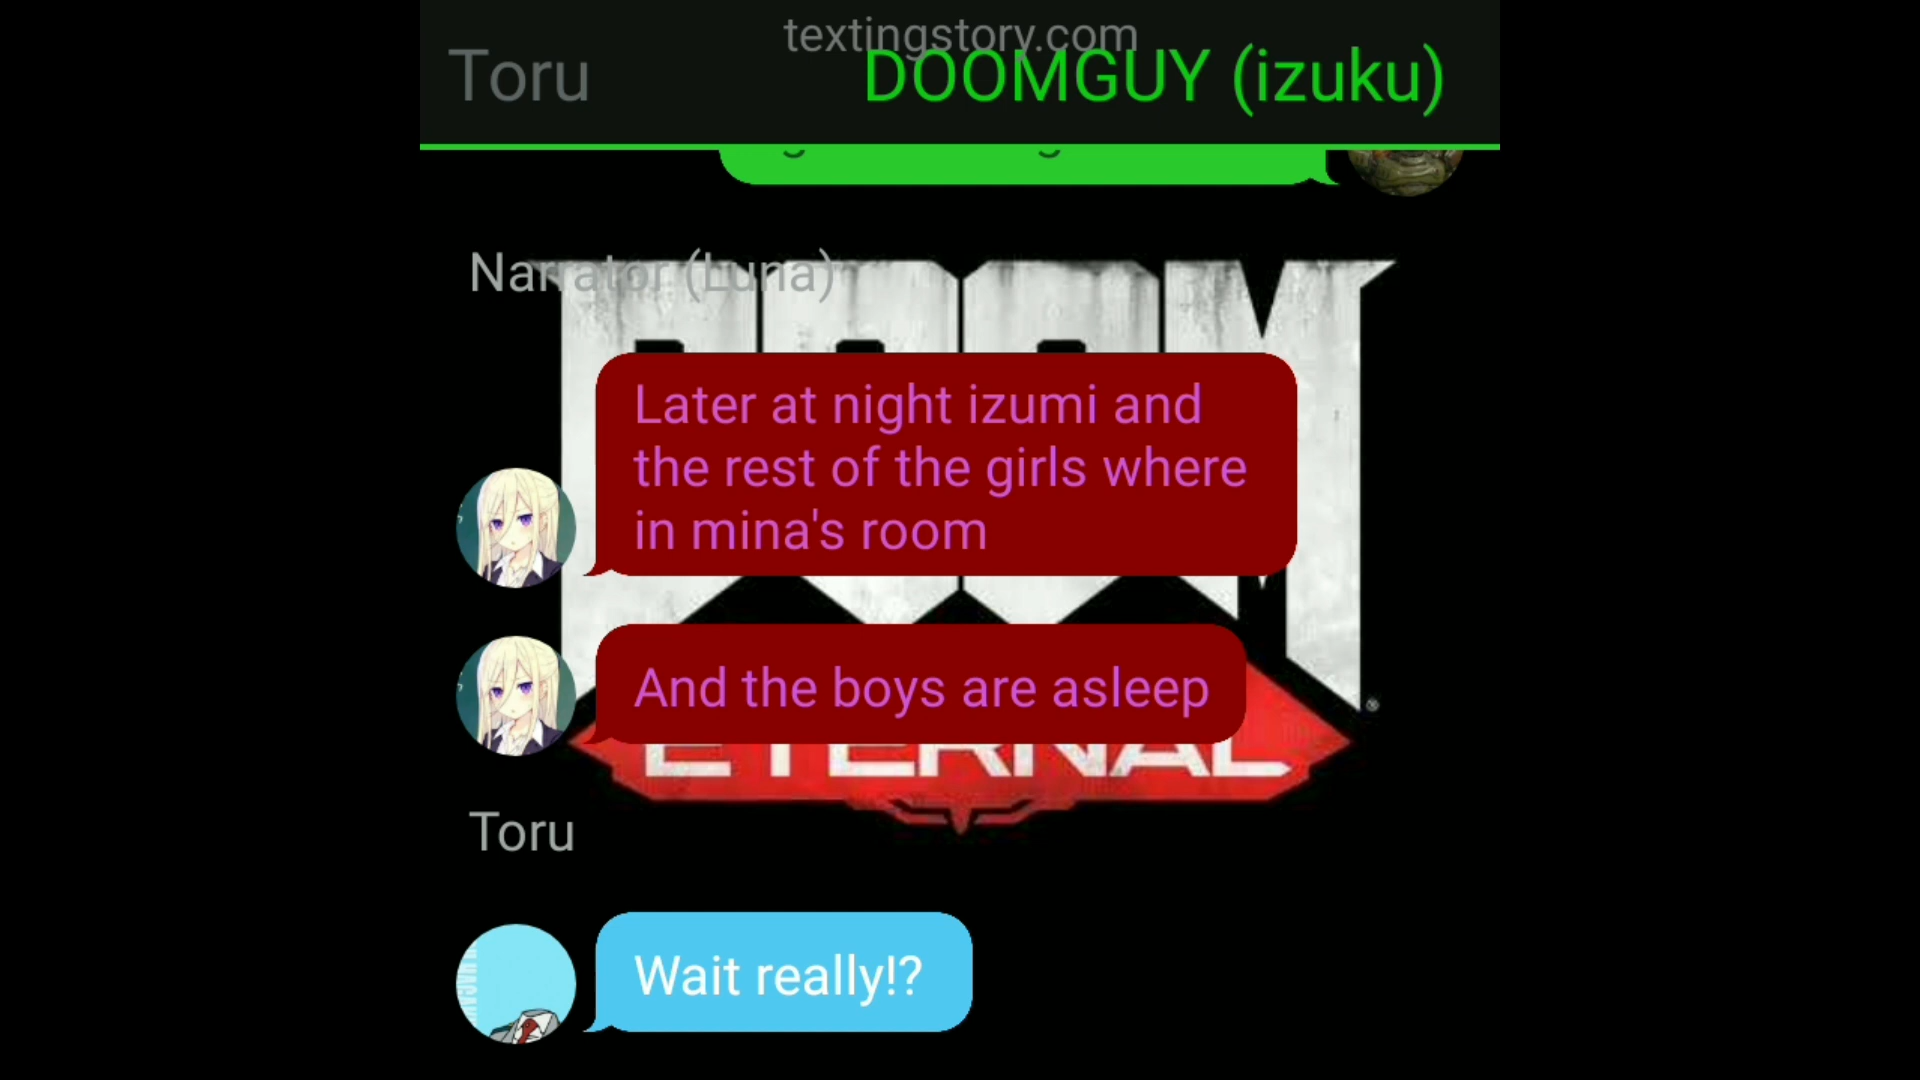 textingstory.com
Toru
DOOMGUY (izuku)
Narrator (Luna)
Later at night izumi and
the rest of the girls where
in mina's room
And the boys are asleep
ETERNAL
Toru
Wait really!?